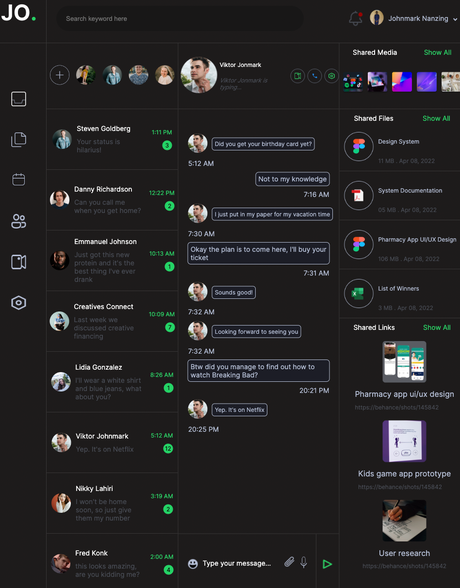 JO.
Search keyword here
Johnmark Nanzing
Viktor Jonmark
Viktor Jonmark is
typing...
Shared Media
Show All
Steven Goldberg
1:11 PM
Your status is
hilarius!
3
Danny Richardson
12:22 PM
Can you call me
when you get home?
2
Emmanuel Johnson
10:13 AM
Just got this new
protein and it's the
best thing I've ever
drank
1
Creatives Connect
10:09 AM
Last week we
discussed creative
financing
7
Lidia Gonzalez
8:26 AM
I'll wear a white shirt
and blue jeans, what
about you?
1
Viktor Johnmark
5:12 AM
Yep. It's on Netflix
12
Nikky Lahiri
3:19 AM
I won't be home
soon, so just give
them my number
2
Fred Konk
2:00 AM
this looks amazing,
are you kidding me?
4
Did you get your birthday card yet?
5:12 AM
Not to my knowledge
7:16 AM
I just put in my paper for my vacation time
7:30 AM
Okay the plan is to come here, I'll buy your
ticket
7:31 AM
Sounds good!
7:32 AM
Looking forward to seeing you
7:32 AM
Btw did you manage to find out how to
watch Breaking Bad?
20:21 PM
Yep. It's on Netflix
20:25 PM
Type your message...
Shared Files
Show All
Design System
11 MB . Apr 08, 2022
System Documentation
05 MB . Apr 08, 2022
Pharmacy App UI/UX Design
108 MB . Apr 08, 2022
List of Winners
3 MB . Apr 08, 2022
Shared Links
Show All
Pharmacy app ui/ux design
https://behance/shots/145842
Kids game app prototype
https://behance/shots/145842
User research
https://behance/shots/145842